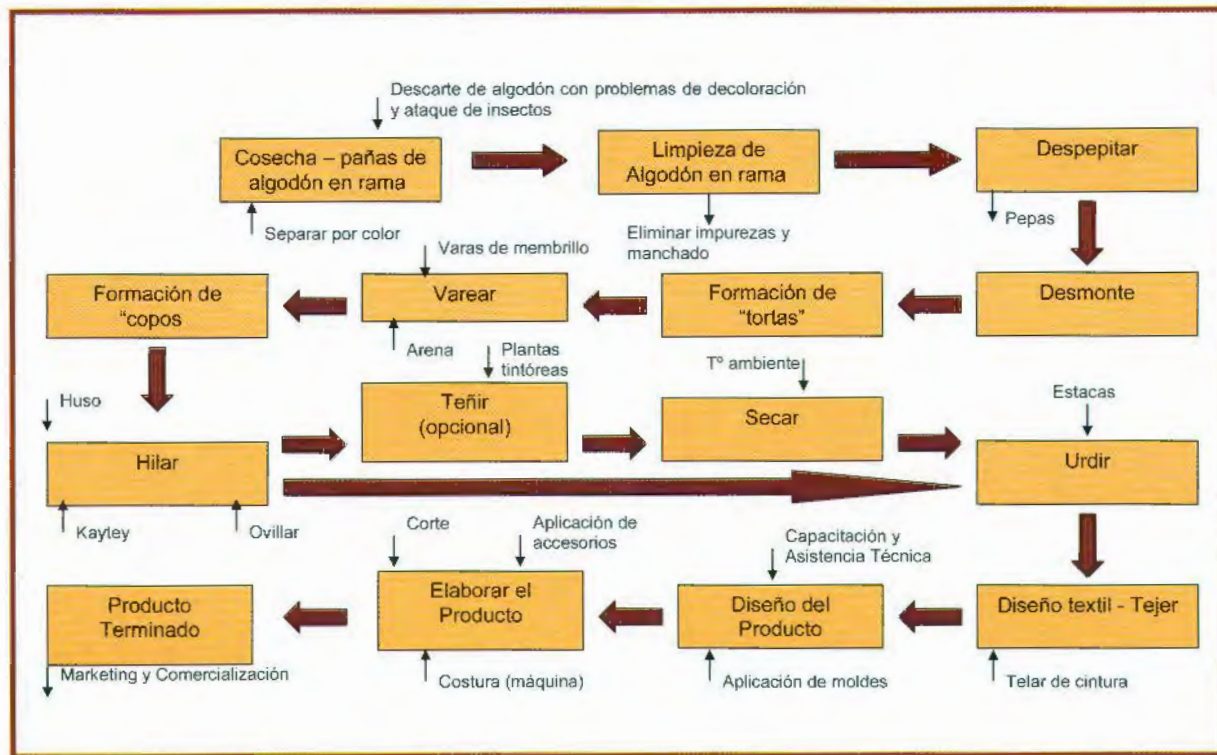 Descarte de algodón con problemas de decoloración
y ataque de insectos
Cosecha – pañas de
algodón en rama
Limpieza de
Algodón en rama
Despepitar
Separar por color
Eliminar impurezas y
manchado
Pepas
Varas de membrillo
Formación de
"copos
Varear
Formación de
"tortas"
Desmonte
Arena
Plantas
tintóreas
Tº ambiente
Huso
Teñir
(opcional)
Secar
Estacas
Hilar
Urdir
Kaytey
Ovillar
Corte
Aplicación de
accesorios
Capacitación y
Asistencia Técnica
Producto
Terminado
Elaborar el
Producto
Diseño del
Producto
Diseño textil - Tejer
Marketing y Comercialización
Costura (máquina)
Aplicación de moldes
Telar de cintura